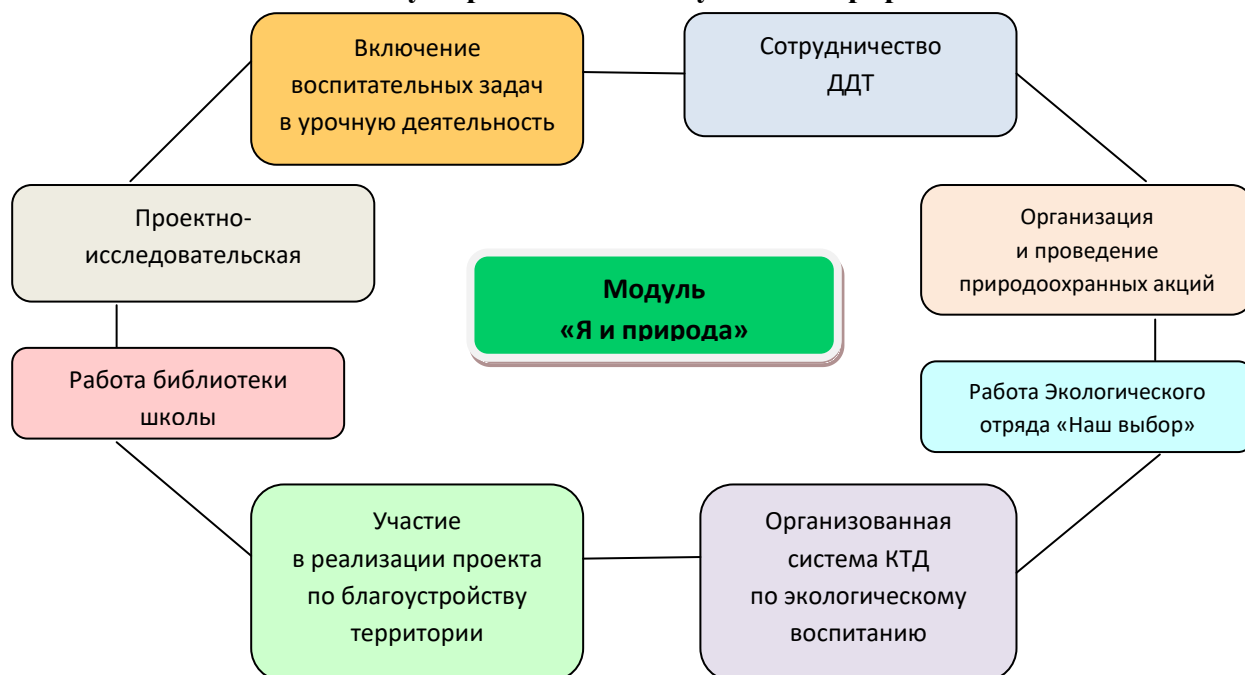 Включение
воспитательных задач
в урочную деятельность
Сотрудничество
ДДТ
Проектно-
исследовательская
Организация
и проведение
природоохранных акций
Модуль
«Я и природа»
Работа библиотеки
школы
Работа Экологического
отряда «Наш выбор»
Участие
в реализации проекта
по благоустройству
территории
Организованная
система КТД
по экологическому
воспитанию